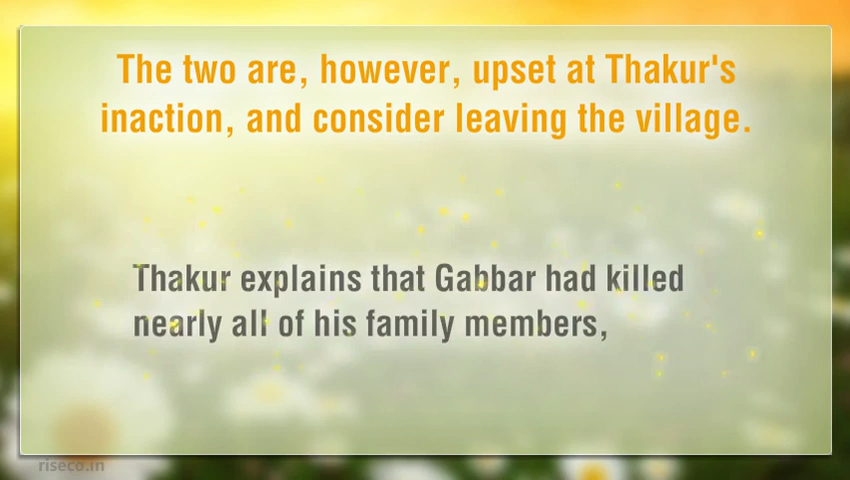 The two are, however, upset at Thakur's
inaction, and consider leaving the village.
Thakur explains that Gabbar had killed
nearly all of his family members,
riseco.in